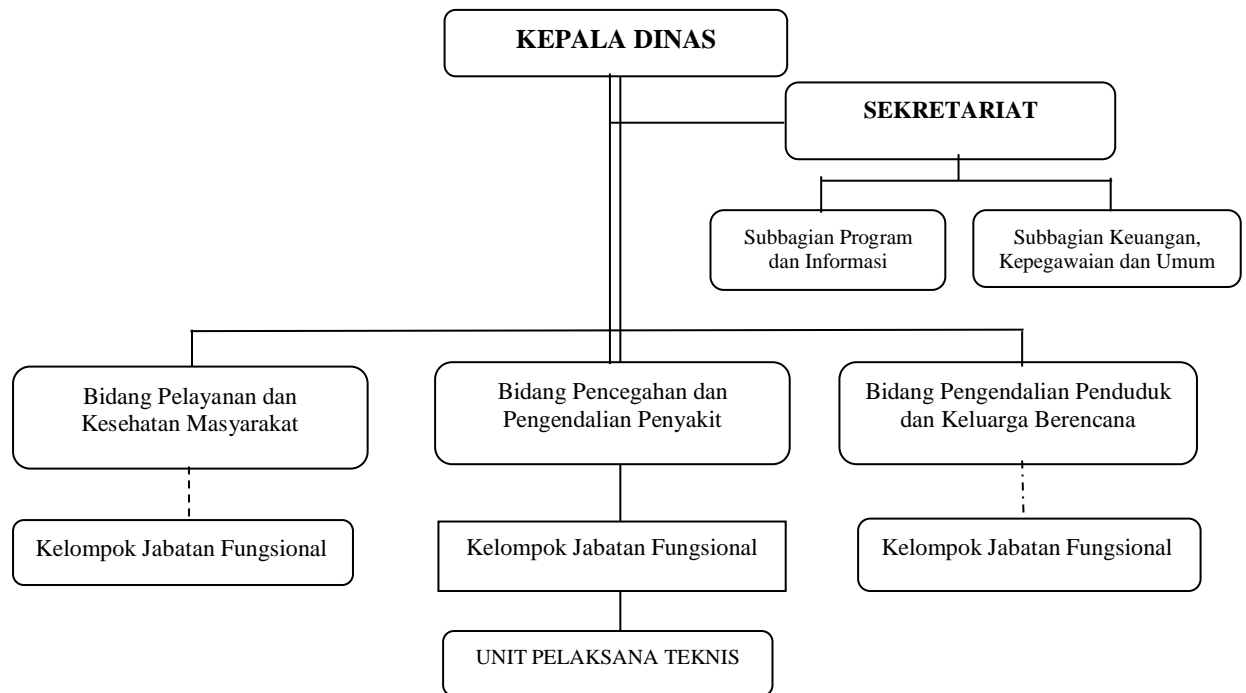 KEPALA DINAS
SEKRETARIAT
Subbagian Program
dan Informasi
Subbagian Keuangan,
Kepegawaian dan Umum
Bidang Pelayanan dan
Kesehatan Masyarakat
Bidang Pencegahan dan
Pengendalian Penyakit
Bidang Pengendalian Penduduk
dan Keluarga Berencana
Kelompok Jabatan Fungsional
Kelompok Jabatan Fungsional
Kelompok Jabatan Fungsional
UNIT PELAKSANA TEKNIS